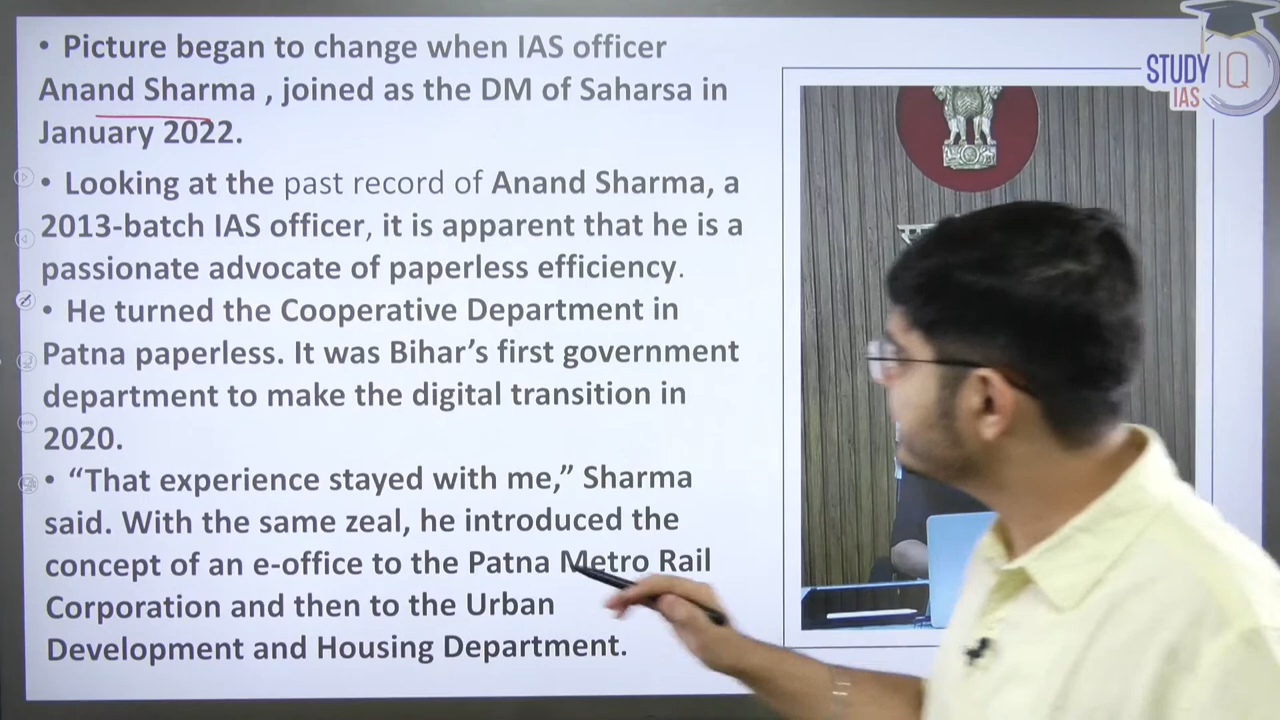 • Picture began to change when IAS officer
Anand Sharma , joined as the DM of Saharsa in
January 2022.
• Looking at the past record of Anand Sharma, a
2013-batch IAS officer, it is apparent that he is a
passionate advocate of paperless efficiency.
• He turned the Cooperative Department in
Patna paperless. It was Bihar’s first government
department to make the digital transition in
2020.
• “That experience stayed with me,” Sharma
said. With the same zeal, he introduced the
concept of an e-office to the Patna Metro Rail
Corporation and then to the Urban
Development and Housing Department.
STUDY IQ
IAS